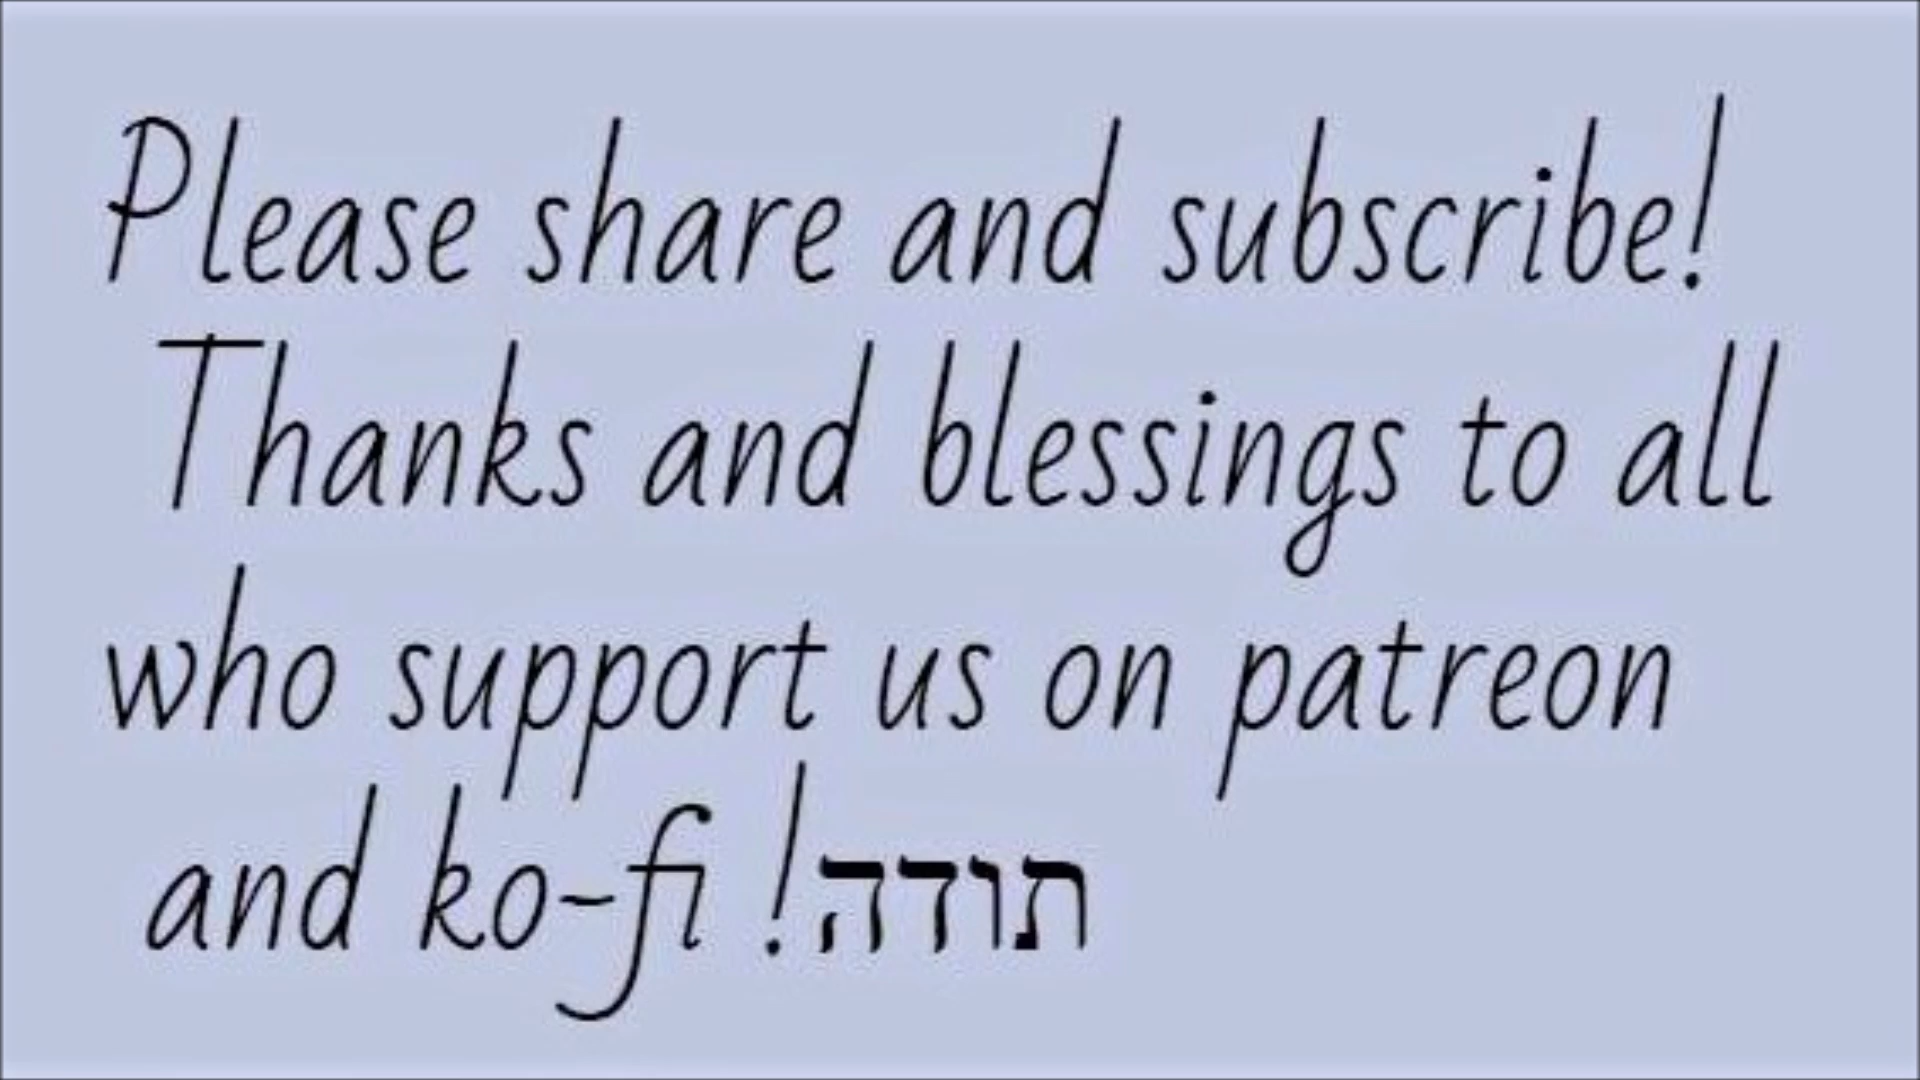 Please share and subscribe!
Thanks and blessings to all
who support us on patreon
and ko-fi !תודה